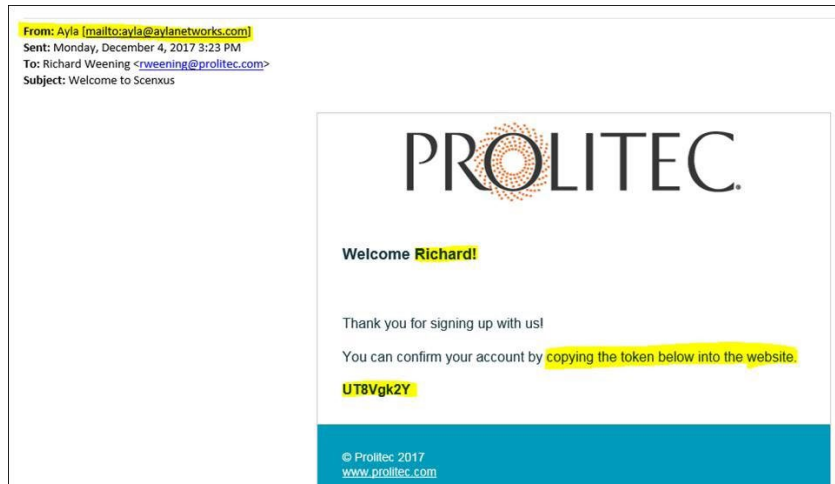 From: Ayla [mailto:ayla@aylanetworks.com]
Sent: Monday, December 4, 2017 3:23 PM
To: Richard Weening <rweening@prolitec.com>
Subject: Welcome to Scenxus
PROLITEC.
Welcome Richard!
Thank you for signing up with us!
You can confirm your account by copying the token below into the website.
UT8Vgk2Y
© Prolitec 2017
www.prolitec.com